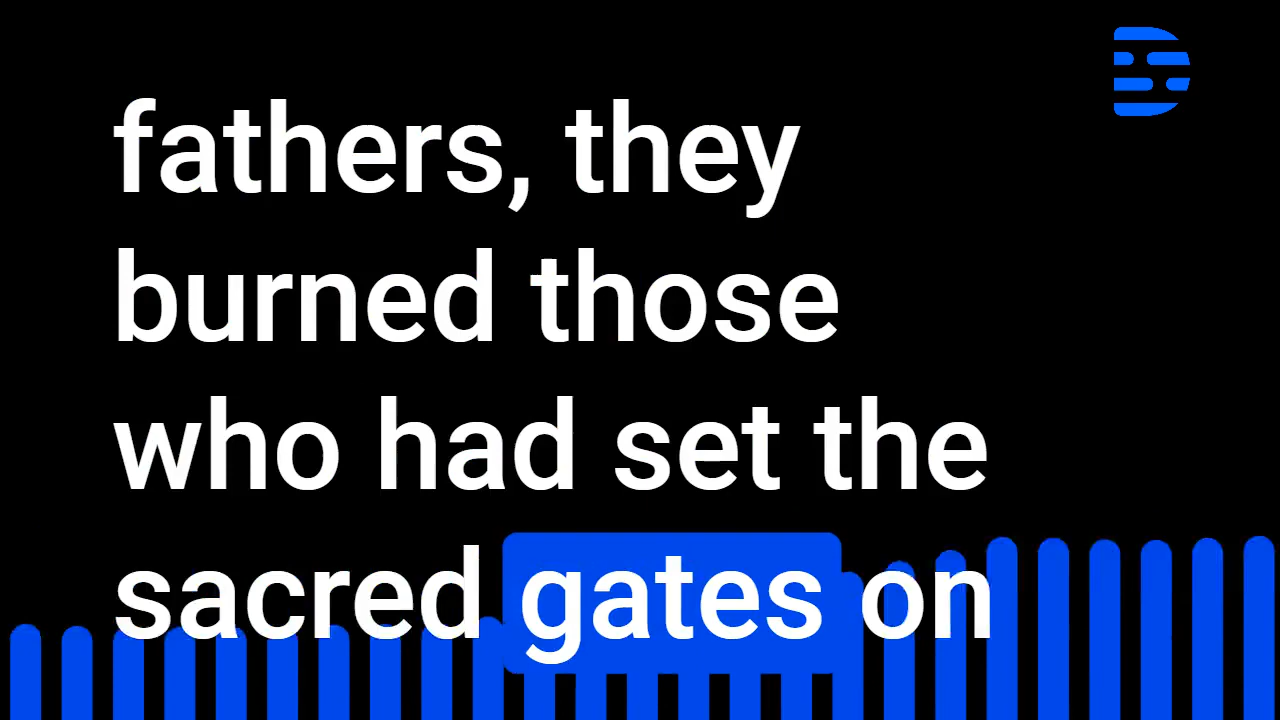 fathers, they
burned those
who had set the
sacred gates on